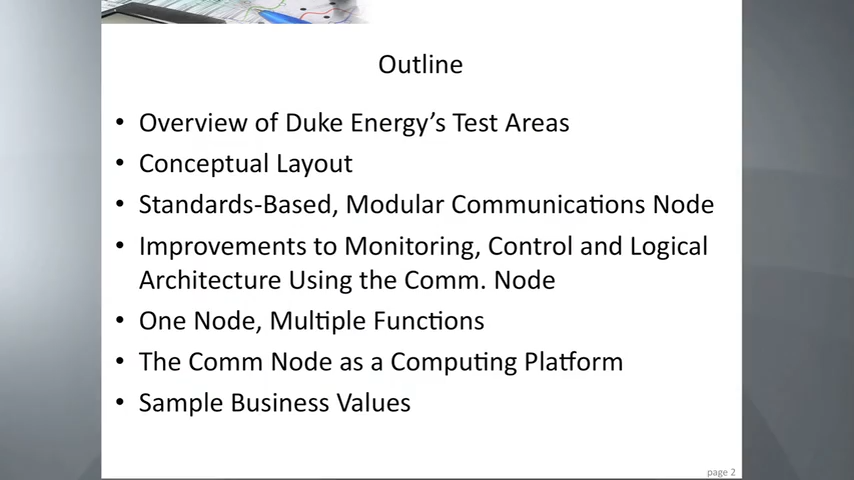 Outline
• Overview of Duke Energy's Test Areas
• Conceptual Layout
• Standards-Based, Modular Communications Node
• Improvements to Monitoring, Control and Logical
Architecture Using the Comm. Node
• One Node, Multiple Functions
• The Comm Node as a Computing Platform
• Sample Business Values
page 2